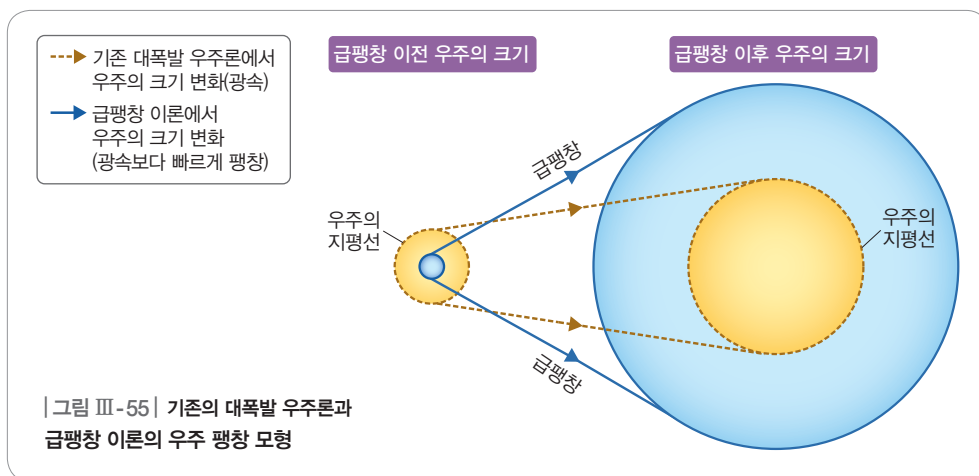 급팽창 이전 우주의 크기
급팽창 이후 우주의 크기
기존 대폭발 우주론에서
우주의 크기 변화(광속)
급팽창 이론에서
우주의 크기 변화
(광속보다 빠르게 팽창)
급팽창
우주의
지평선
우주의
지평선
급팽창
|그림 Ⅲ-55| 기존의 대폭발 우주론과
급팽창 이론의 우주 팽창 모형